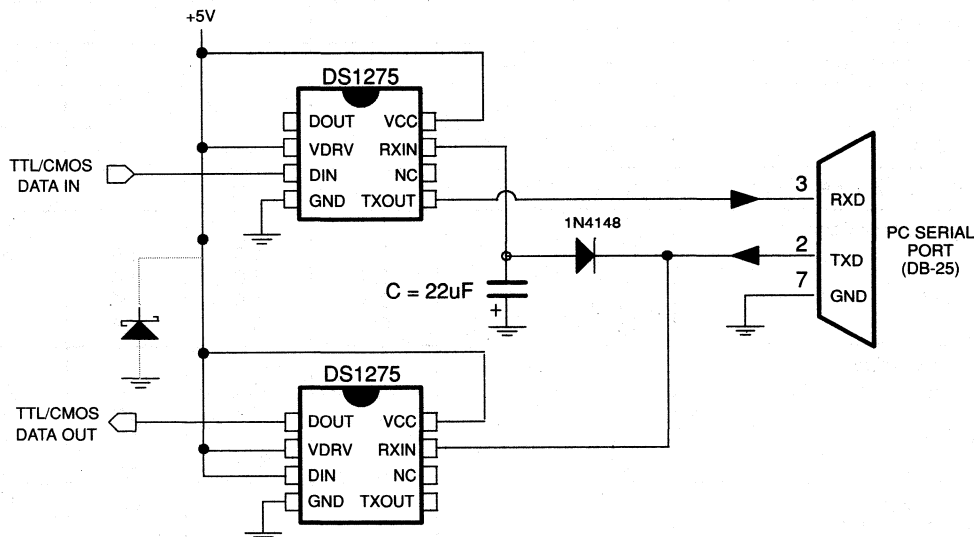 +5V
DS1275
DOUT VCC
VDRV RXIN
DIN NC
GND TXOUT
TTL/CMOS
DATA IN
1N4148
C = 22uF
+
3
RXD
2
TXD
7
GND
PC SERIAL
PORT
(DB-25)
DS1275
DOUT VCC
VDRV RXIN
DIN NC
GND TXOUT
TTL/CMOS
DATA OUT